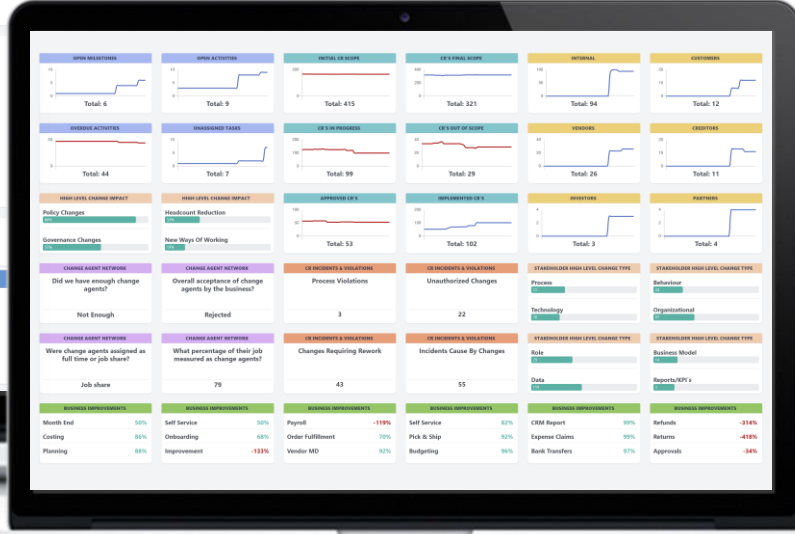 OPEN MILESTONES
Total: 6
OPEN ACTIVITIES
Total: 9
INITIAL CR SCOPE
Total: 415
CR'S FINAL SCOPE
Total: 321
INTERNAL
Total: 94
CUSTOMERS
Total: 12
OVERDUE ACTIVITIES
Total: 44
UNASSIGNED TASKS
Total: 7
CR'S IN PROGRESS
Total: 99
CR'S OUT OF SCOPE
Total: 29
VENDORS
Total: 26
CREDITORS
Total: 11
HIGH LEVEL CHANGE IMPACT
Policy Changes
Governance Changes
HIGH LEVEL CHANGE IMPACT
Headcount Reduction
New Ways Of Working
APPROVED CR'S
Total: 53
IMPLEMENTED CR'S
Total: 102
INVESTORS
Total: 3
PARTNERS
Total: 4
CHANGE AGENT NETWORK
Did we have enough change
agents?
Not Enough
CHANGE AGENT NETWORK
Overall acceptance of change
agents by the business?
Rejected
CR INCIDENTS & VIOLATIONS
Process Violations
3
CR INCIDENTS & VIOLATIONS
Unauthorized Changes
22
STAKEHOLDER HIGH LEVEL CHANGE TYPE
Process
Technology
STAKEHOLDER HIGH LEVEL CHANGE TYPE
Behaviour
Organizational
CHANGE AGENT NETWORK
Were change agents assigned as
full time or job share?
Job share
CHANGE AGENT NETWORK
What percentage of their job
measured as change agents?
79
CR INCIDENTS & VIOLATIONS
Changes Requiring Rework
43
CR INCIDENTS & VIOLATIONS
Incidents Cause By Changes
55
STAKEHOLDER HIGH LEVEL CHANGE TYPE
Role
Data
STAKEHOLDER HIGH LEVEL CHANGE TYPE
Business Model
Reports/KPI's
BUSINESS IMPROVEMENTS
Month End 50%
Costing 86%
Planning 88%
BUSINESS IMPROVEMENTS
Self Service 50%
Onboarding 68%
Improvement -133%
BUSINESS IMPROVEMENTS
Payroll -119%
Order Fulfillment 70%
Vendor MD 92%
BUSINESS IMPROVEMENTS
Self Service 82%
Pick & Ship 92%
Budgeting 96%
BUSINESS IMPROVEMENTS
CRM Report 99%
Expense Claims 99%
Bank Transfers 97%
BUSINESS IMPROVEMENTS
Refunds -314%
Returns -418%
Approvals -34%